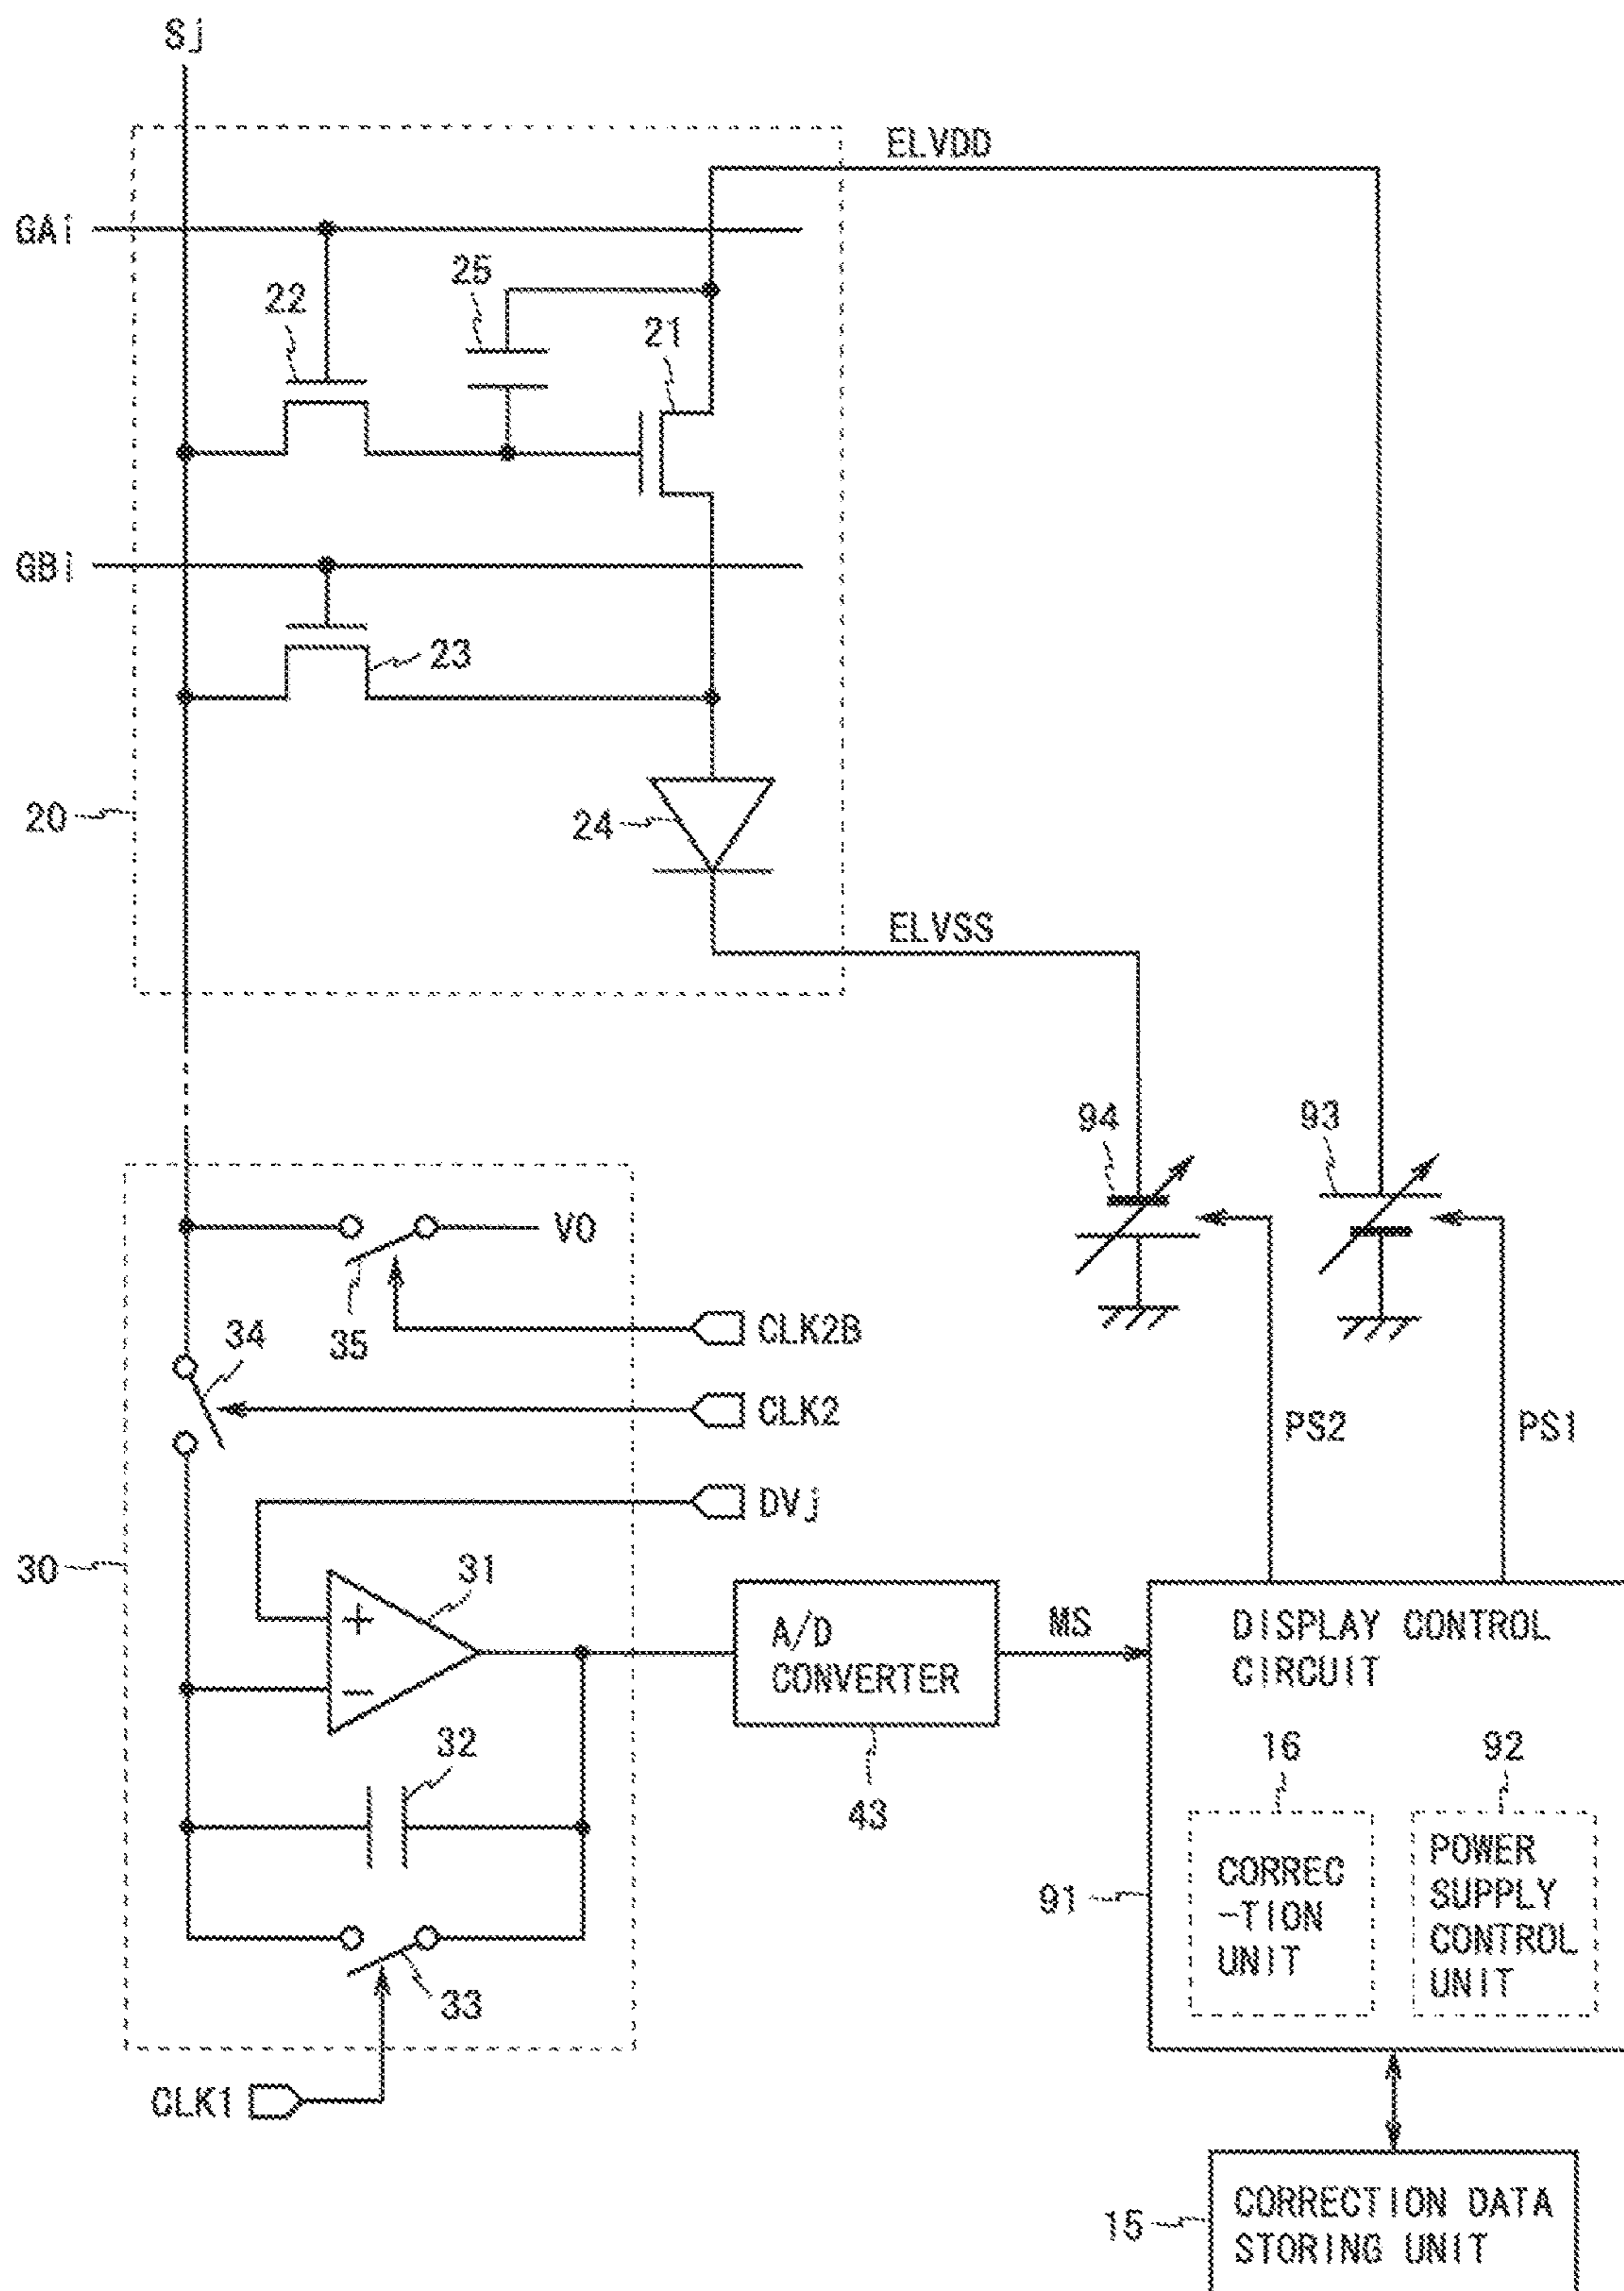 Sj
ELVDD
GAi
25
22
21
GBi
23
20
24
ELVSS
94
93
V0
35
CLK2B
34
CLK2
PS2
PS1
DVj
30
31
+
A/D
CONVERTER
MS
DISPLAY CONTROL
CIRCUIT
−
32
43
16
92
91
CORREC
-TION
UNIT
POWER
SUPPLY
CONTROL
UNIT
33
CLK1
15
CORRECTION DATA
STORING UNIT